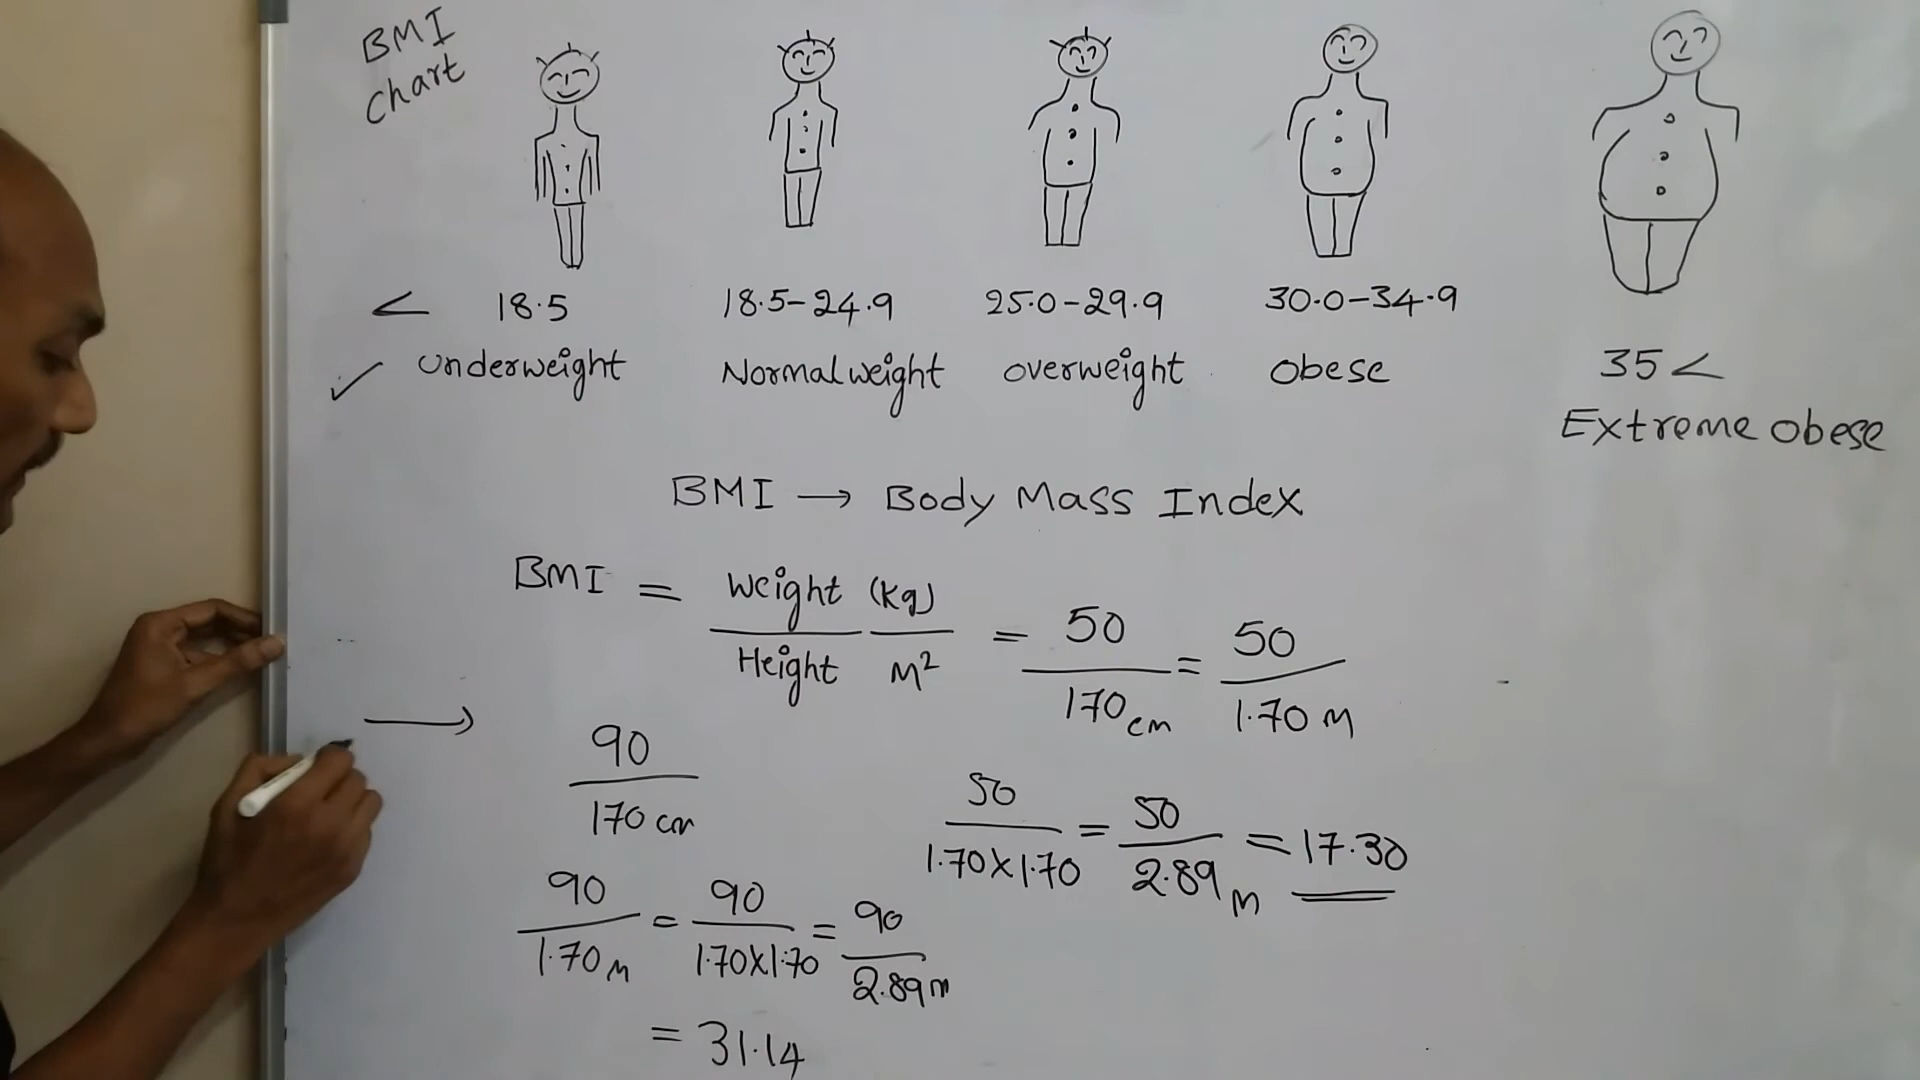 BMI
chart
< 18.5 18.5-24.9 25.0-29.9 30.0-34.9
✓ underweight Normal weight overweight obese
35 <
Extreme obese
BMI → Body Mass Index
BMI = Weight (kg) / Height M² = 50 / 170 cm = 50 / 1.70 M
→ 90 / 170 cm
50 / 1.70X1.70 = 50 / 2.89 M = 17.30
90 / 1.70 M = 90 / 1.70X1.70 = 90 / 2.89 m
= 31.14